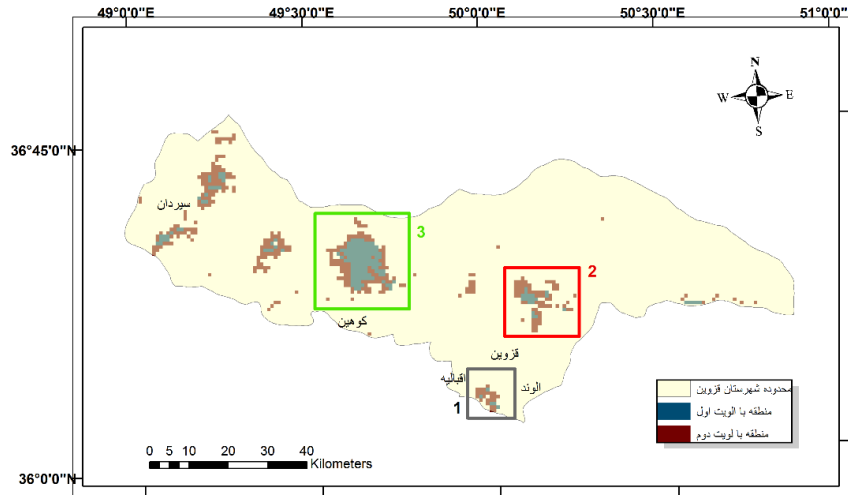 49°0'0"E
49°30'0"E
50°0'0"E
50°30'0"E
51°0'0"E
N
W E
S
36°45'0"N
سیردان
3
2
کوهین
قزوین
اقبالیه
الوند
1
محدوده شهرستان قزوین
منطقه با الویت اول
منطقه با لویت دوم
0 5 10 20 30 40
Kilometers
36°0'0"N